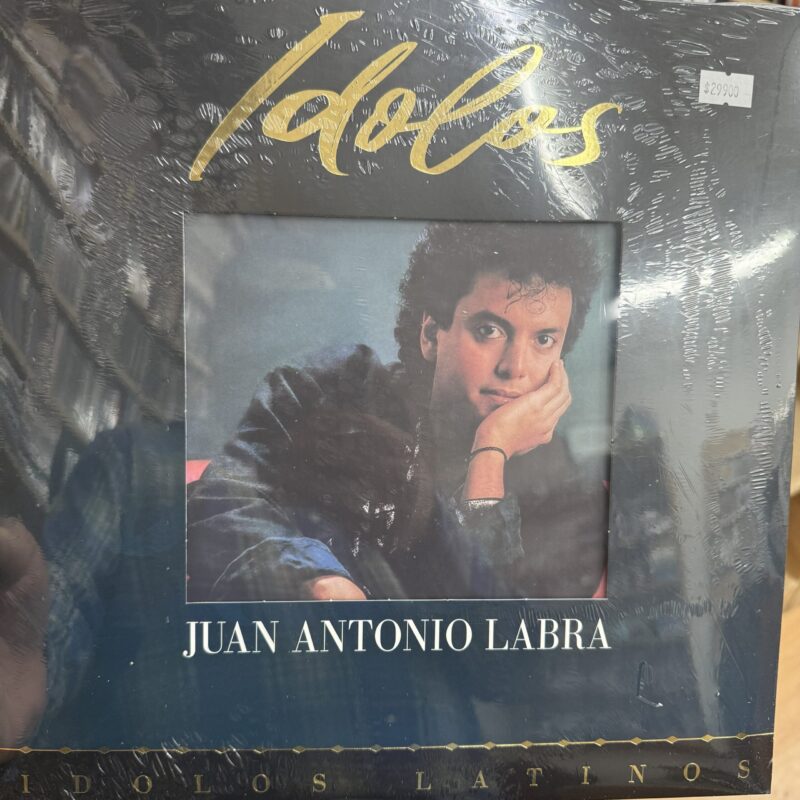 Idolos
$29900
JUAN ANTONIO LABRA
IDOLOS LATINOS